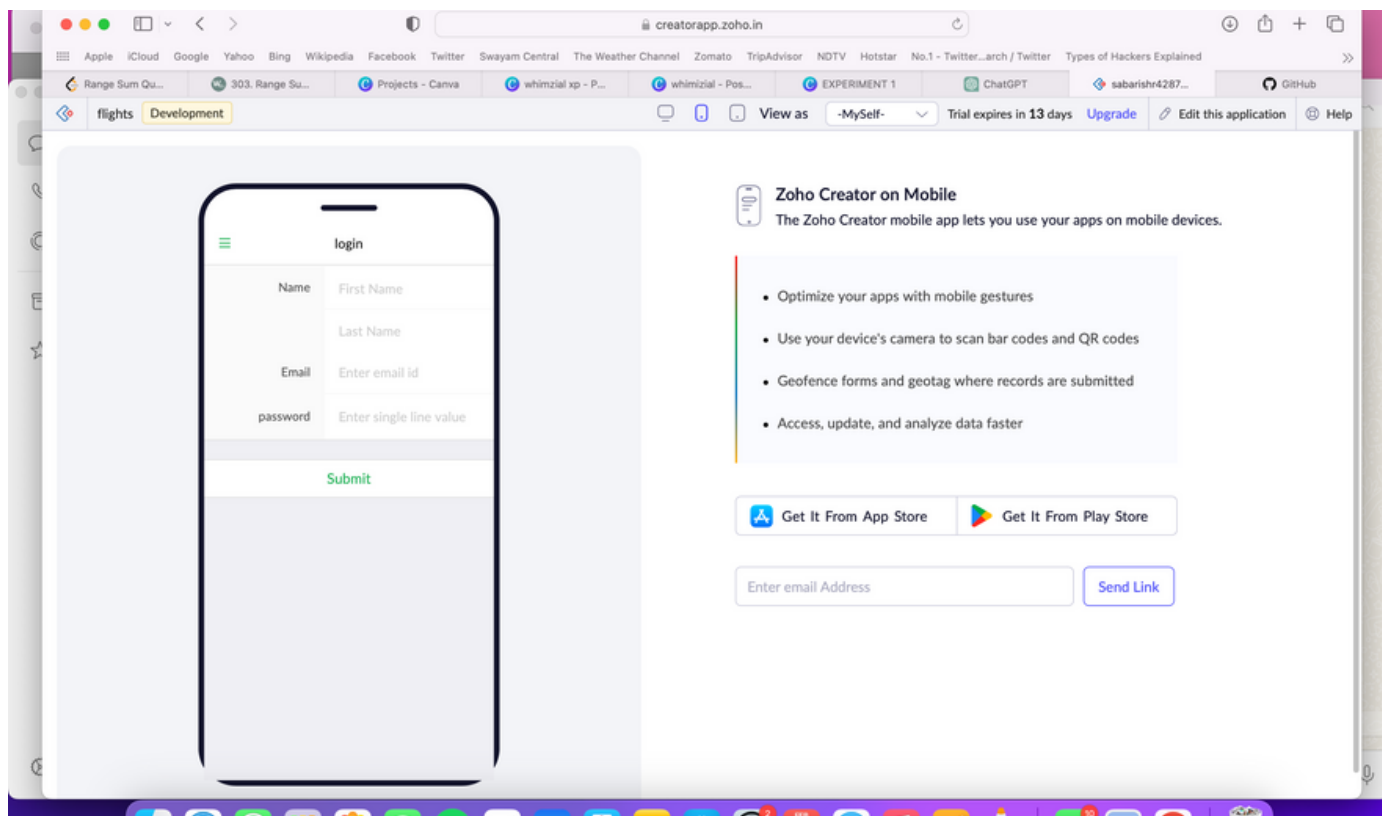 creatorapp.zoho.in
Apple iCloud Google Yahoo Bing Wikipedia Facebook Twitter Swayam Central The Weather Channel Zomato TripAdvisor NDTV Hotstar No.1 - Twitter...arch / Twitter Types of Hackers Explained
Range Sum Qu... 303. Range Su... Projects - Canva whimzial xp - P... whimizial - Pos... EXPERIMENT 1 ChatGPT sabarishr4287... GitHub
flights Development View as -MySelf- Trial expires in 13 days Upgrade Edit this application Help
login
Name First Name
Last Name
Email Enter email id
password Enter single line value
Submit
Zoho Creator on Mobile
The Zoho Creator mobile app lets you use your apps on mobile devices.
• Optimize your apps with mobile gestures
• Use your device's camera to scan bar codes and QR codes
• Geofence forms and geotag where records are submitted
• Access, update, and analyze data faster
Get It From App Store Get It From Play Store
Enter email Address Send Link